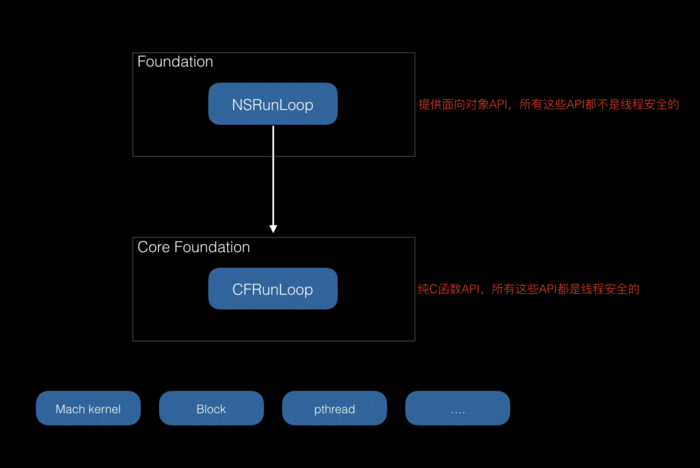 Foundation
NSRunLoop
提供面向对象API，所有这些API都不是线程安全的
Core Foundation
CFRunLoop
纯C函数API，所有这些API都是线程安全的
Mach kernel
Block
pthread
....